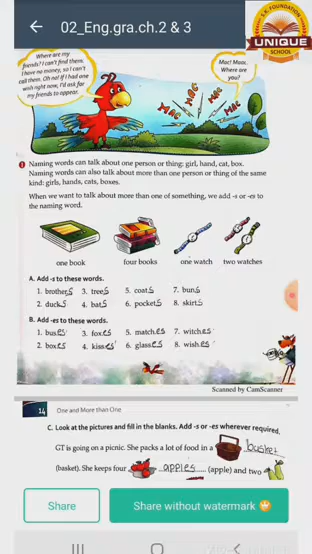 S.R. FOUNDATION
UNIQUE
SCHOOL
02_Eng.gra.ch.2 & 3
Where are my
friends? I can't find them.
I have no money, so I can't
call them. Oh no! If I had one
wish right now, I'd ask for
my friends to appear.
Mac! Maax.
Where are
you?
MAC
MAC
MAC
MAC
Naming words can talk about one person or thing: girl, hand, cat, box.
Naming words can also talk about more than one person or thing of the same
kind: girls, hands, cats, boxes.
When we want to talk about more than one of something, we add -s or -es to
the naming word.
one book four books one watch two watches
A. Add -s to these words.
1. brothers 3. trees 5. coats 7. buns
2. ducks 4. bats 6. pockets 8. skirts
B. Add -es to these words.
1. buses 3. foxes 5. matches 7. witches
2. boxes 4. kisses 6. glasses 8. wishes
Scanned by CamScanner
14 One and More than One
C. Look at the pictures and fill in the blanks. Add -s or -es wherever required.
GT is going on a picnic. She packs a lot of food in a basket
(basket). She keeps four apples (apple) and two
Share
Share without watermark